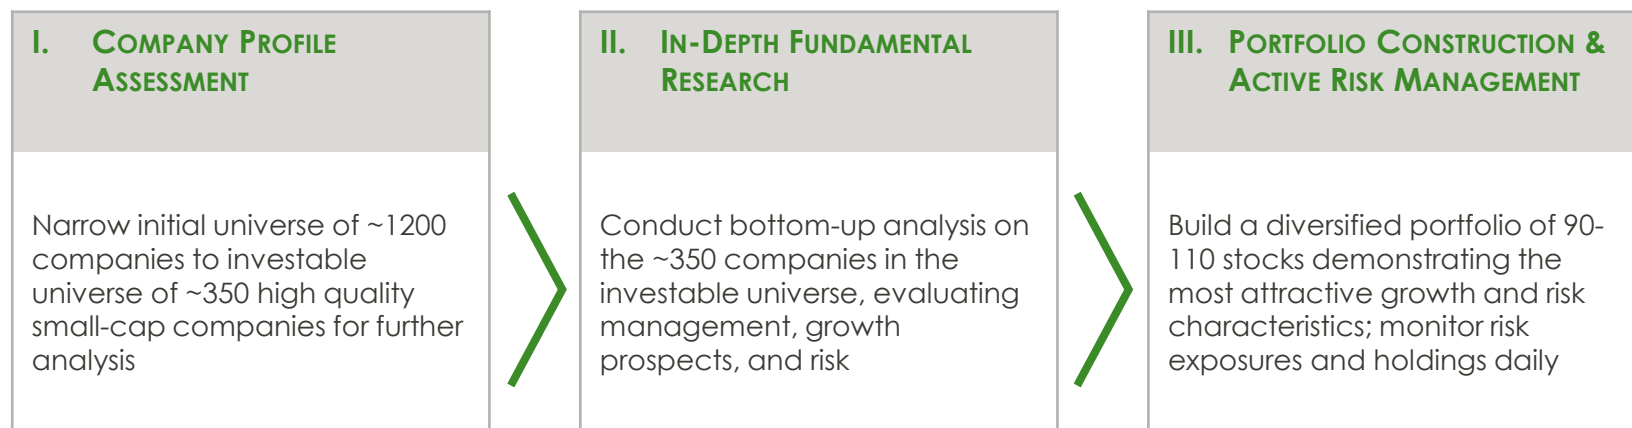 I. Company Profile
Assessment
Narrow initial universe of ~1200
companies to investable
universe of ~350 high quality
small-cap companies for further
analysis
II. In-Depth Fundamental
Research
Conduct bottom-up analysis on
the ~350 companies in the
investable universe, evaluating
management, growth
prospects, and risk
III. Portfolio Construction &
Active Risk Management
Build a diversified portfolio of 90-
110 stocks demonstrating the
most attractive growth and risk
characteristics; monitor risk
exposures and holdings daily